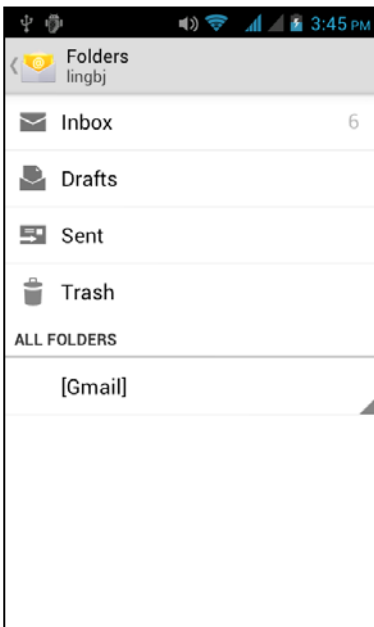 3:45 PM
Folders
lingbj
Inbox 6
Drafts
Sent
Trash
ALL FOLDERS
[Gmail]